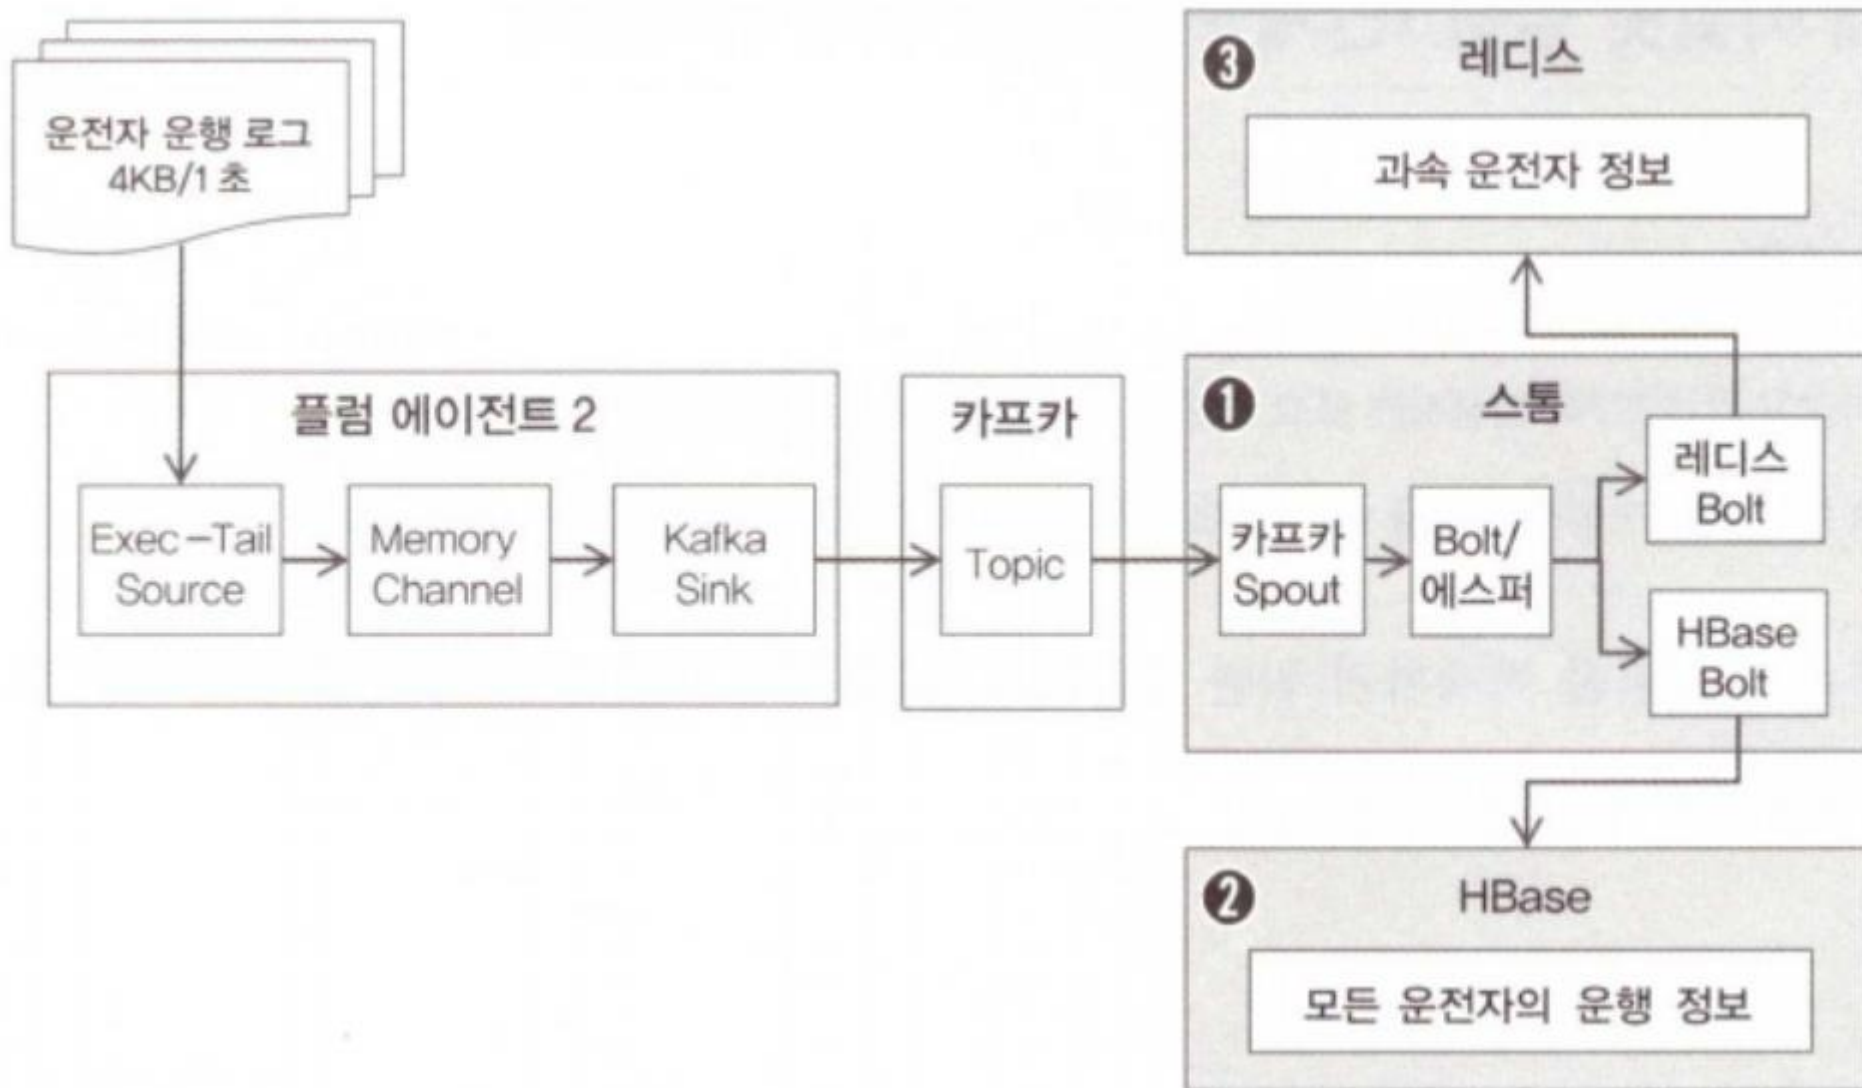 운전자 운행 로그
4KB/1 초
플럼 에이전트 2
Exec-Tail
Source
Memory
Channel
Kafka
Sink
카프카
Topic
❶
스톰
카프카
Spout
Bolt/
에스퍼
레디스
Bolt
HBase
Bolt
❸
레디스
과속 운전자 정보
❷
HBase
모든 운전자의 운행 정보